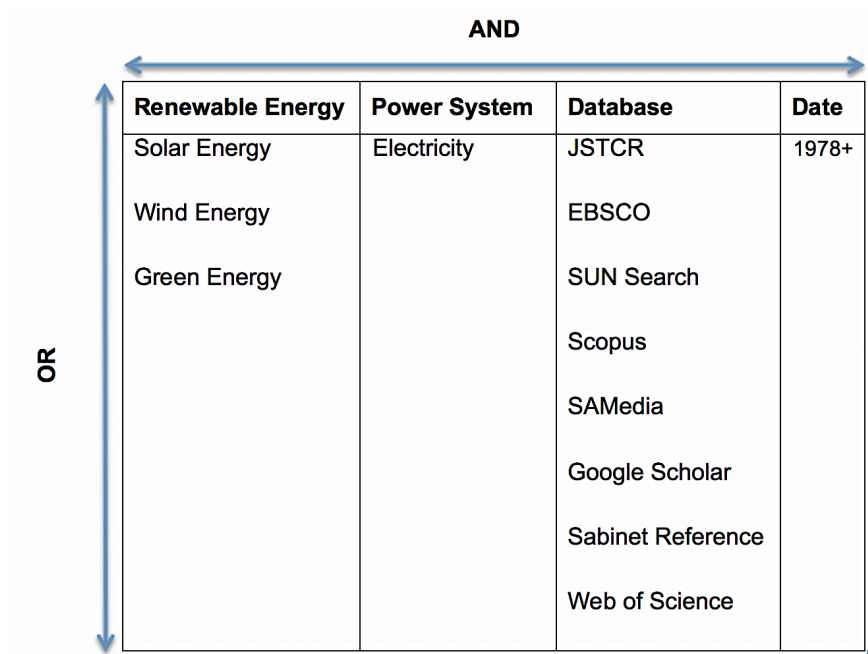 AND
OR
Renewable Energy Power System Database Date
Solar Energy Electricity JSTCR 1978+
Wind Energy EBSCO
Green Energy SUN Search
Scopus
SAMedia
Google Scholar
Sabinet Reference
Web of Science